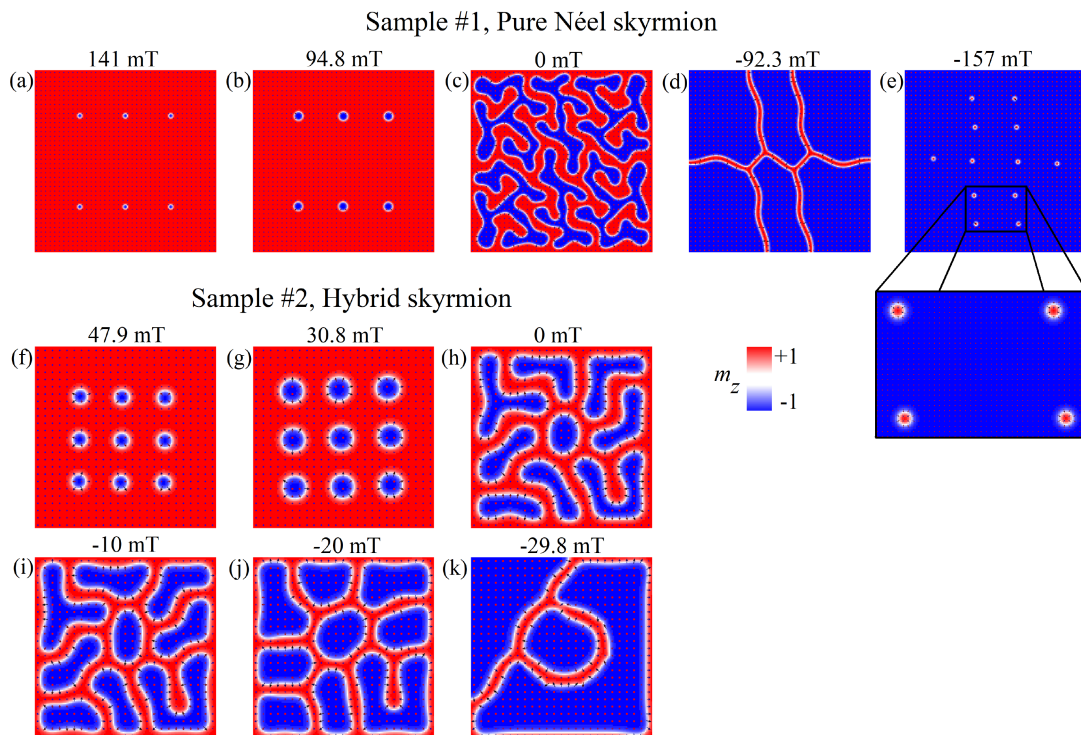 Sample #1, Pure Néel skyrmion
141 mT
94.8 mT
0 mT
-92.3 mT
-157 mT
(a)
(b)
(c)
(d)
(e)
Sample #2, Hybrid skyrmion
47.9 mT
30.8 mT
0 mT
(f)
(g)
(h)
m_z
+1
-1
-10 mT
-20 mT
-29.8 mT
(i)
(j)
(k)